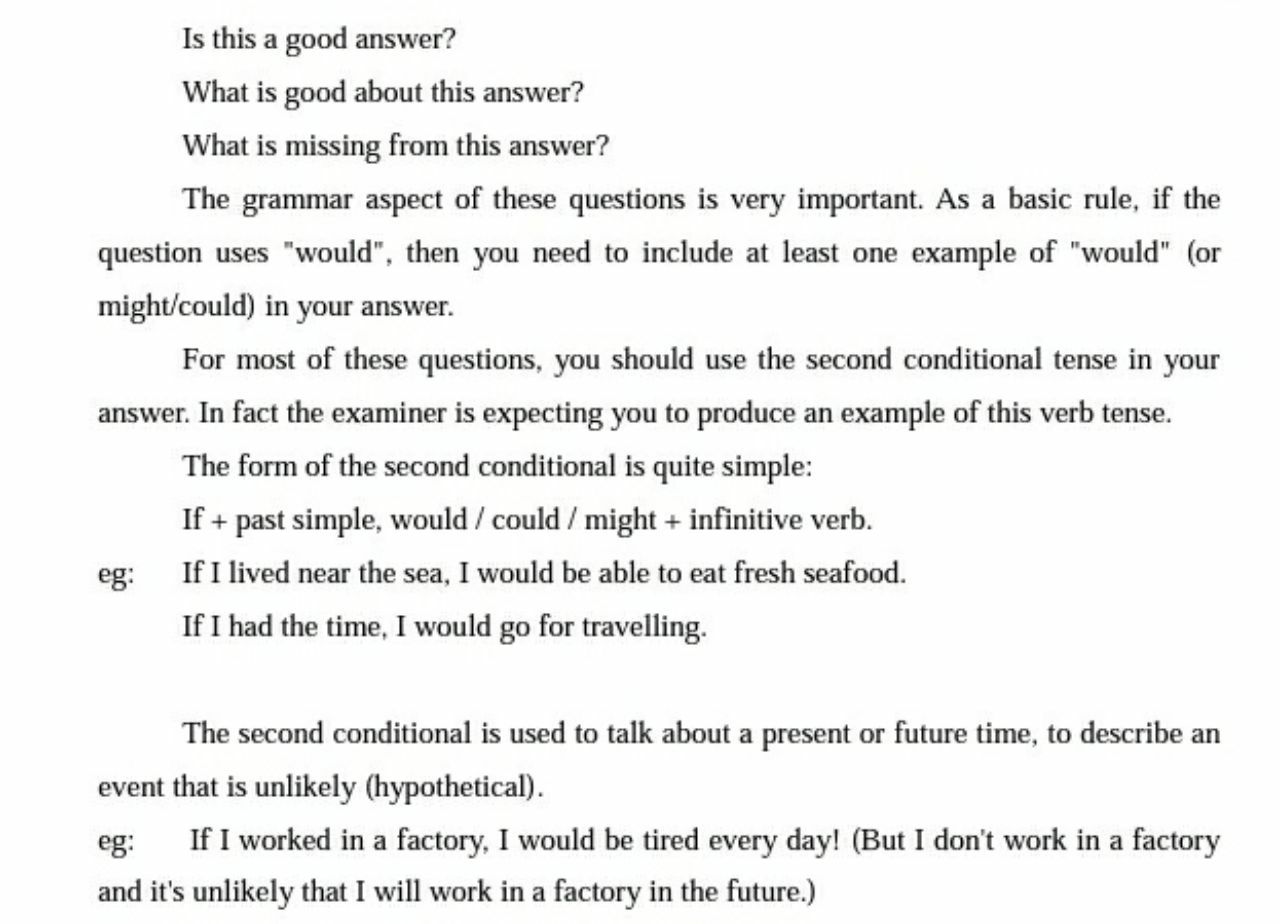 Is this a good answer?
What is good about this answer?
What is missing from this answer?
The grammar aspect of these questions is very important. As a basic rule, if the
question uses "would", then you need to include at least one example of "would" (or
might/could) in your answer.
For most of these questions, you should use the second conditional tense in your
answer. In fact the examiner is expecting you to produce an example of this verb tense.
The form of the second conditional is quite simple:
If + past simple, would / could / might + infinitive verb.
eg: If I lived near the sea, I would be able to eat fresh seafood.
If I had the time, I would go for travelling.
The second conditional is used to talk about a present or future time, to describe an
event that is unlikely (hypothetical).
eg: If I worked in a factory, I would be tired every day! (But I don't work in a factory
and it's unlikely that I will work in a factory in the future.)